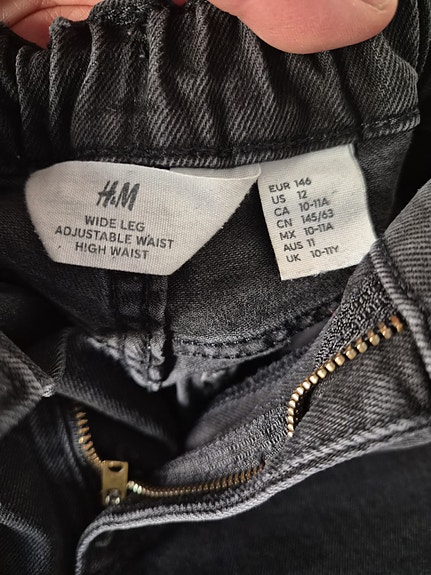 H&M
WIDE LEG
ADJUSTABLE WAIST
HIGH WAIST
EUR 146
US 12
CA 10-11A
CN 145/63
MX 10-11A
AUS 11
UK 10-11Y